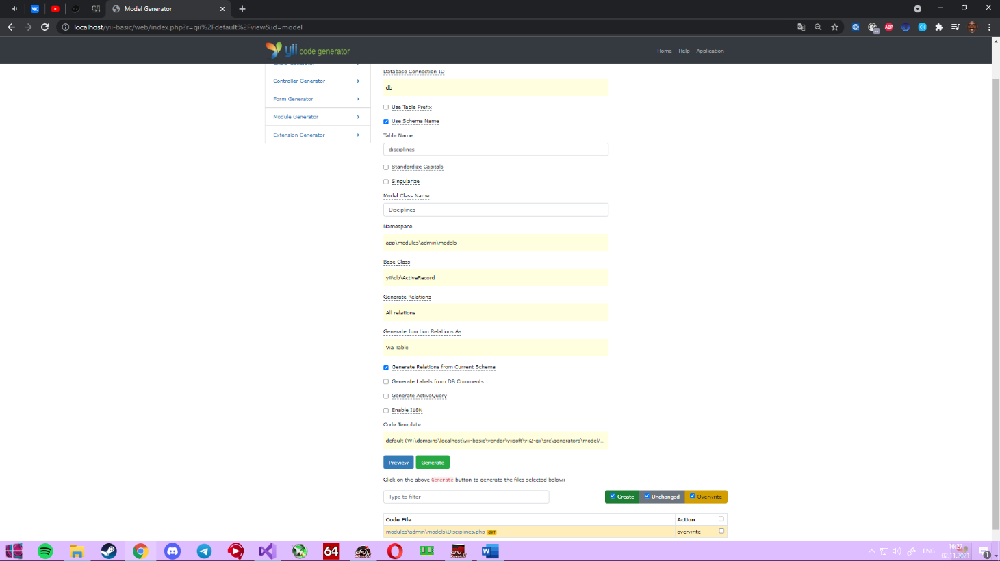 СД
Model Generator
localhost/yii-basic/web/index.php?r=gii%2Fdefault%2Fview&id=model
ABP
yii code generator
Home Help Application
CRUD Generator
Controller Generator
Form Generator
Module Generator
Extension Generator
Database Connection ID
db
Use Table Prefix
Use Schema Name
Table Name
disciplines
Standardize Capitals
Singularize
Model Class Name
Disciplines
Namespace
app\modules\admin\models
Base Class
yii\db\ActiveRecord
Generate Relations
All relations
Generate Junction Relations As
Via Table
Generate Relations from Current Schema
Generate Labels from DB Comments
Generate ActiveQuery
Enable I18N
Code Template
default (W:\domains\localhost\yii-basic\vendor\yiisoft\yii2-gii\src\generators\model/...
Preview Generate
Click on the above Generate button to generate the files selected below:
Type to filter
Create Unchanged Overwrite
Code File Action
modules\admin\models\Disciplines.php diff overwrite
64
ENG
16:27
02.11.2021
1